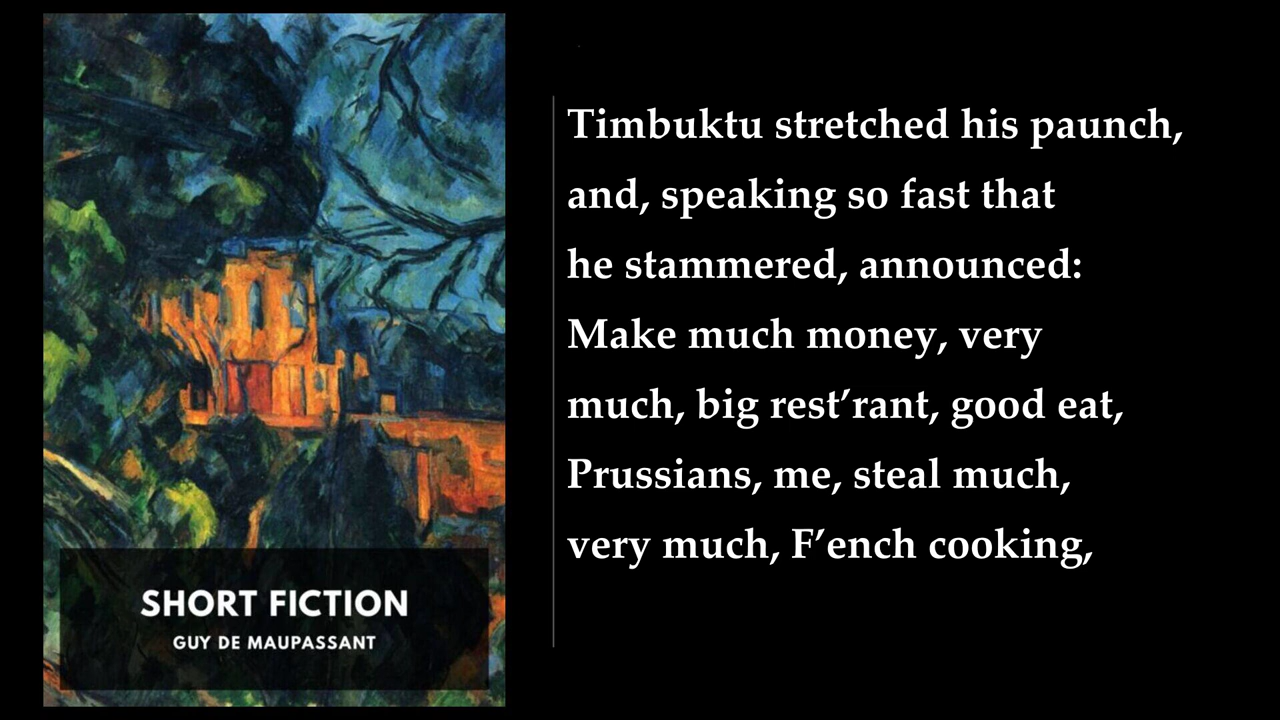 SHORT FICTION
GUY DE MAUPASSANT
Timbuktu stretched his paunch,
and, speaking so fast that
he stammered, announced:
Make much money, very
much, big rest’rant, good eat,
Prussians, me, steal much,
very much, F’ench cooking,